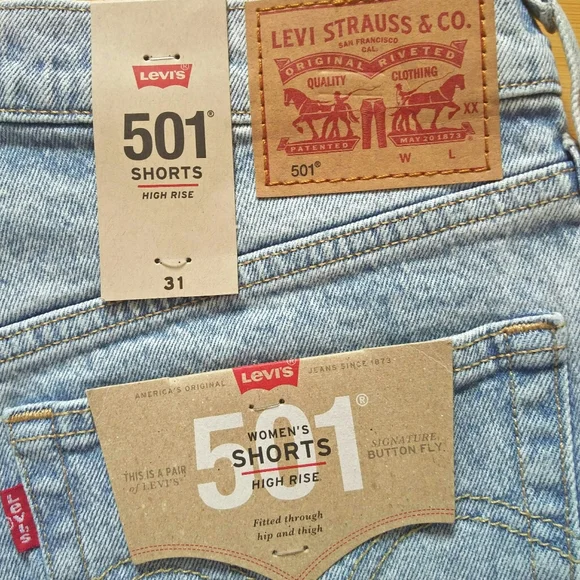 Levi's®
501®
SHORTS
HIGH RISE
31
LEVI STRAUSS & CO.
SAN FRANCISCO
CAL.
ORIGINAL RIVETED
QUALITY CLOTHING
XX
PATENTED MAY 20 1873
W L
501®
AMERICA'S ORIGINAL Levi's JEANS SINCE 1873
501®
WOMEN'S
SHORTS
HIGH RISE
THIS IS A PAIR
of LEVI'S®
SIGNATURE
BUTTON FLY
Fitted through
hip and thigh
Levi's